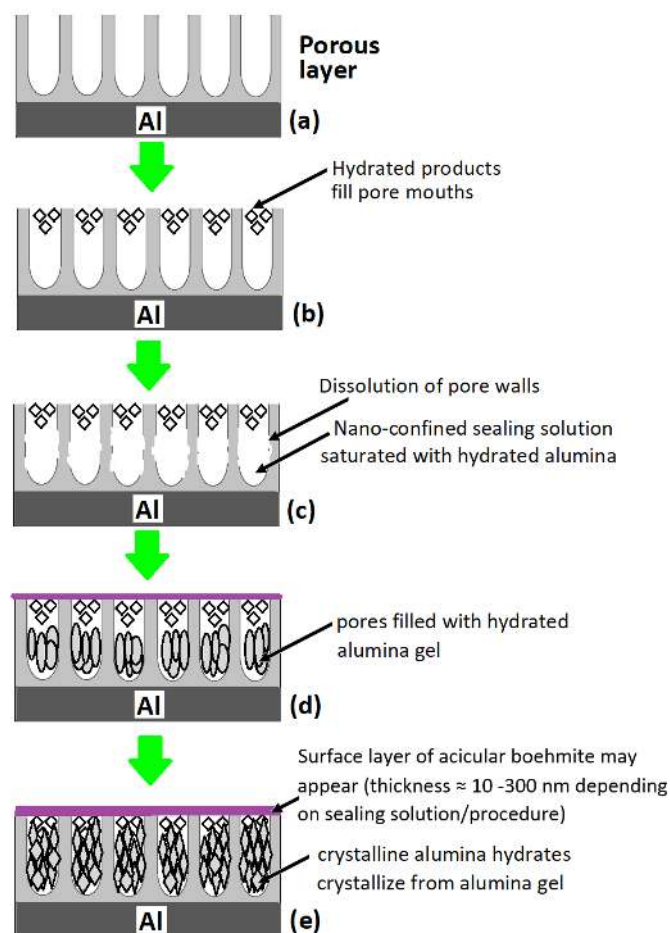 Porous
layer
Al
(a)
Hydrated products
fill pore mouths
Al
(b)
Dissolution of pore walls
Nano-confined sealing solution
saturated with hydrated alumina
Al
(c)
pores filled with hydrated
alumina gel
Al
(d)
Surface layer of acicular boehmite may
appear (thickness ≈ 10 -300 nm depending
on sealing solution/procedure)
crystalline alumina hydrates
crystallize from alumina gel
Al
(e)